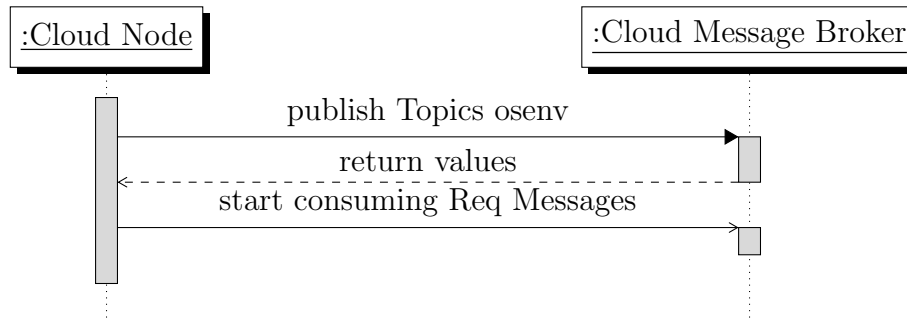 :Cloud Node
:Cloud Message Broker
publish Topics osenv
return values
start consuming Req Messages